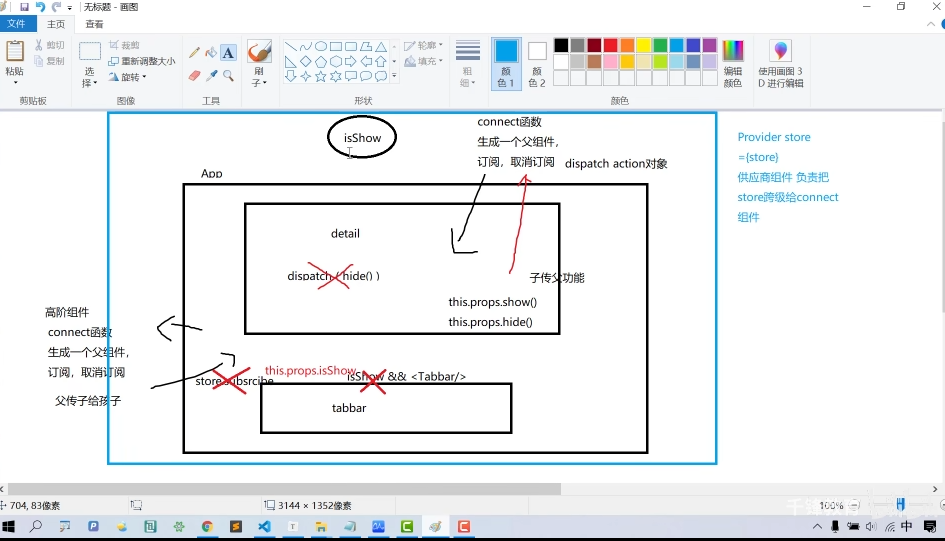 无标题 - 画图
文件
主页
查看
粘贴
剪切
复制
剪贴板
选择
裁剪
重新调整大小
旋转
图像
A
工具
刷子
形状
轮廓
填充
粗细
颜色 1
颜色 2
颜色
编辑颜色
使用画图 3D 进行编辑
isShow
connect函数
生成一个父组件,
订阅，取消订阅
dispatch action对象
Provider store
={store}
供应商组件 负责把
store跨级给connect
组件
App
detail
dispatch ( hide() )
子传父功能
this.props.show()
this.props.hide()
高阶组件
connect函数
生成一个父组件,
订阅，取消订阅
父传子给孩子
store.subsrcibe
this.props.isShow
isShow && <Tabbar/>
tabbar
704, 83像素
3144 × 1352像素
100%
中